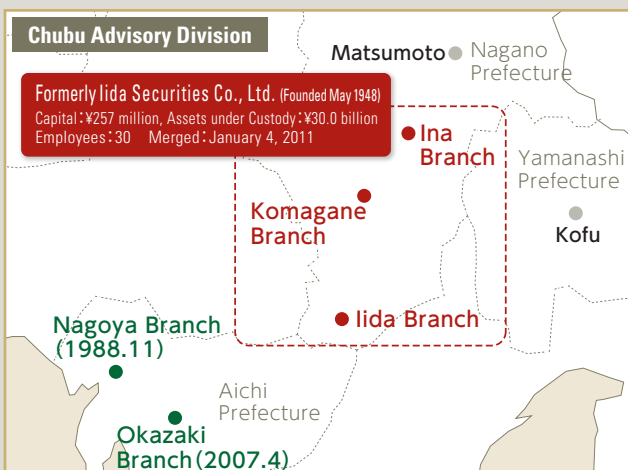 Chubu Advisory Division
Matsumoto
Nagano
Prefecture
Formerly Iida Securities Co., Ltd. (Founded May 1948)
Capital:¥257 million, Assets under Custody:¥30.0 billion
Employees:30 Merged:January 4, 2011
Ina
Branch
Yamanashi
Prefecture
Komagane
Branch
Kofu
Iida Branch
Nagoya Branch
(1988.11)
Aichi
Prefecture
Okazaki
Branch(2007.4)